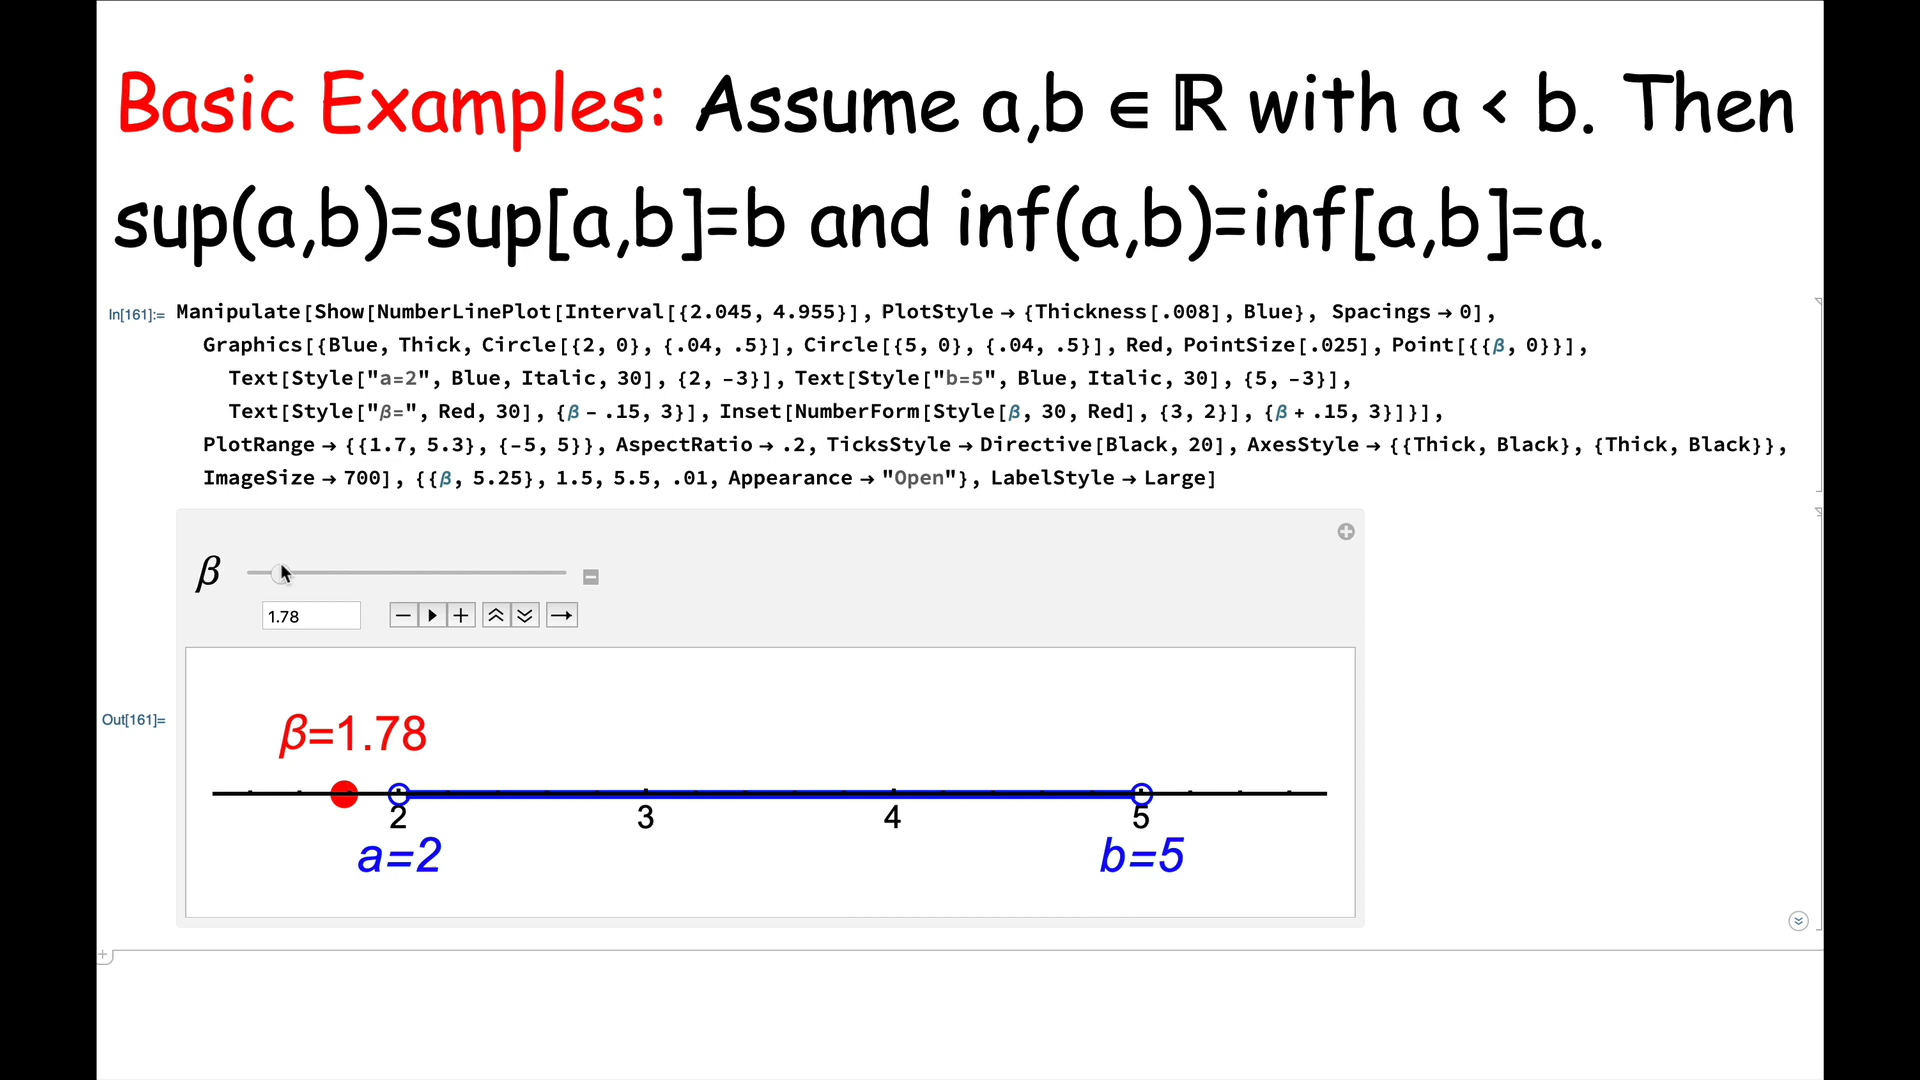 Basic Examples: Assume a,b ∈ ℝ with a < b. Then
sup(a,b)=sup[a,b]=b and inf(a,b)=inf[a,b]=a.
In[161]:= Manipulate[Show[NumberLinePlot[Interval[{2.045, 4.955}], PlotStyle → {Thickness[.008], Blue}, Spacings → 0],
Graphics[{Blue, Thick, Circle[{2, 0}, {.04, .5}], Circle[{5, 0}, {.04, .5}], Red, PointSize[.025], Point[{{β, 0}}],
Text[Style["a=2", Blue, Italic, 30], {2, -3}], Text[Style["b=5", Blue, Italic, 30], {5, -3}],
Text[Style["β=", Red, 30], {β - .15, 3}], Inset[NumberForm[Style[β, 30, Red], {3, 2}], {β + .15, 3}]}],
PlotRange → {{1.7, 5.3}, {-5, 5}}, AspectRatio → .2, TicksStyle → Directive[Black, 20], AxesStyle → {{Thick, Black}, {Thick, Black}},
ImageSize → 700], {{β, 5.25}, 1.5, 5.5, .01, Appearance → "Open"}, LabelStyle → Large]
β
1.78
Out[161]=
β=1.78
2 3 4 5
a=2 b=5